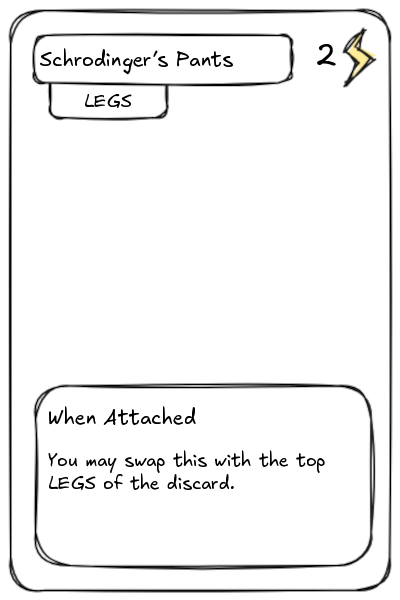 Schrodinger's Pants
2
LEGS
When Attached
You may swap this with the top
LEGS of the discard.